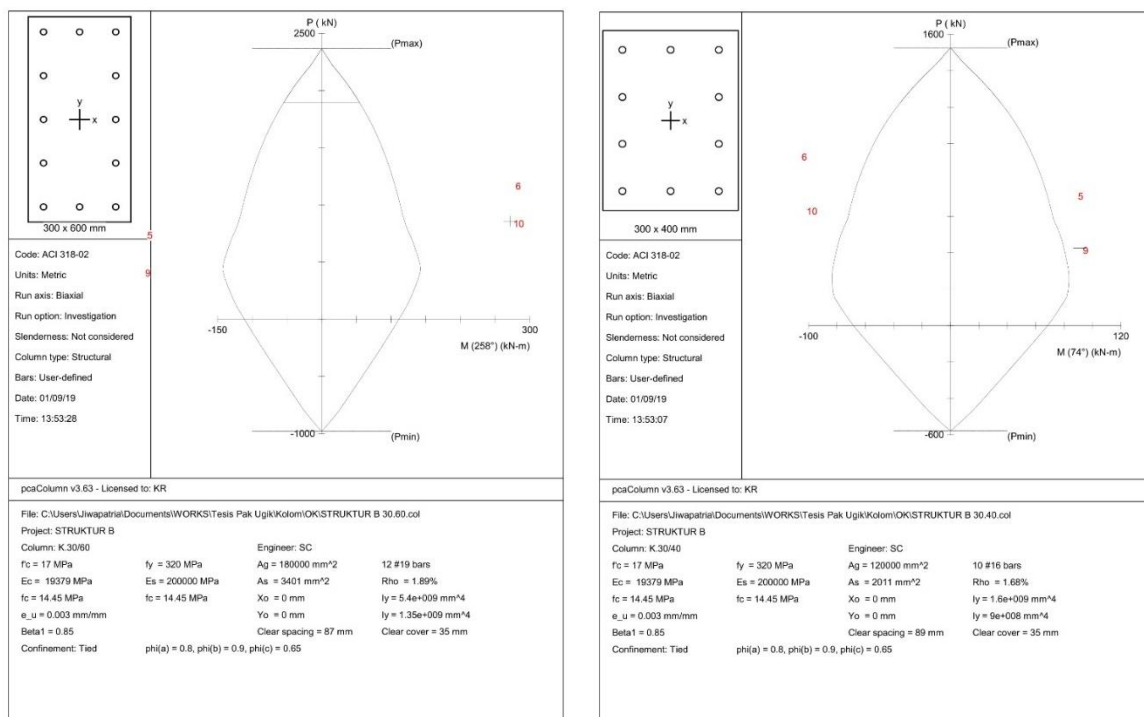 P ( kN)
2500
(Pmax)
y
x
300 x 600 mm
6
10
5
9
-150
300
M (258°) (kN-m)
-1000
(Pmin)
Code: ACI 318-02
Units: Metric
Run axis: Biaxial
Run option: Investigation
Slenderness: Not considered
Column type: Structural
Bars: User-defined
Date: 01/09/19
Time: 13:53:28
pcaColumn v3.63 - Licensed to: KR
File: C:\Users\Jiwapatria\Documents\WORKS\Tesis Pak Ugik\Kolom\OK\STRUKTUR B 30.60.col
Project: STRUKTUR B
Column: K.30/60 Engineer: SC
f'c = 17 MPa fy = 320 MPa Ag = 180000 mm^2 12 #19 bars
Ec = 19379 MPa Es = 200000 MPa As = 3401 mm^2 Rho = 1.89%
fc = 14.45 MPa fc = 14.45 MPa Xo = 0 mm Iy = 5.4e+009 mm^4
e_u = 0.003 mm/mm Yo = 0 mm Iy = 1.35e+009 mm^4
Beta1 = 0.85 Clear spacing = 87 mm Clear cover = 35 mm
Confinement: Tied phi(a) = 0.8, phi(b) = 0.9, phi(c) = 0.65
P ( kN)
1600
(Pmax)
y
x
300 x 400 mm
6
10
5
9
-100
120
M (74°) (kN-m)
-600
(Pmin)
Code: ACI 318-02
Units: Metric
Run axis: Biaxial
Run option: Investigation
Slenderness: Not considered
Column type: Structural
Bars: User-defined
Date: 01/09/19
Time: 13:53:07
pcaColumn v3.63 - Licensed to: KR
File: C:\Users\Jiwapatria\Documents\WORKS\Tesis Pak Ugik\Kolom\OK\STRUKTUR B 30.40.col
Project: STRUKTUR B
Column: K.30/40 Engineer: SC
f'c = 17 MPa fy = 320 MPa Ag = 120000 mm^2 10 #16 bars
Ec = 19379 MPa Es = 200000 MPa As = 2011 mm^2 Rho = 1.68%
fc = 14.45 MPa fc = 14.45 MPa Xo = 0 mm Iy = 1.6e+009 mm^4
e_u = 0.003 mm/mm Yo = 0 mm Iy = 9e+008 mm^4
Beta1 = 0.85 Clear spacing = 89 mm Clear cover = 35 mm
Confinement: Tied phi(a) = 0.8, phi(b) = 0.9, phi(c) = 0.65